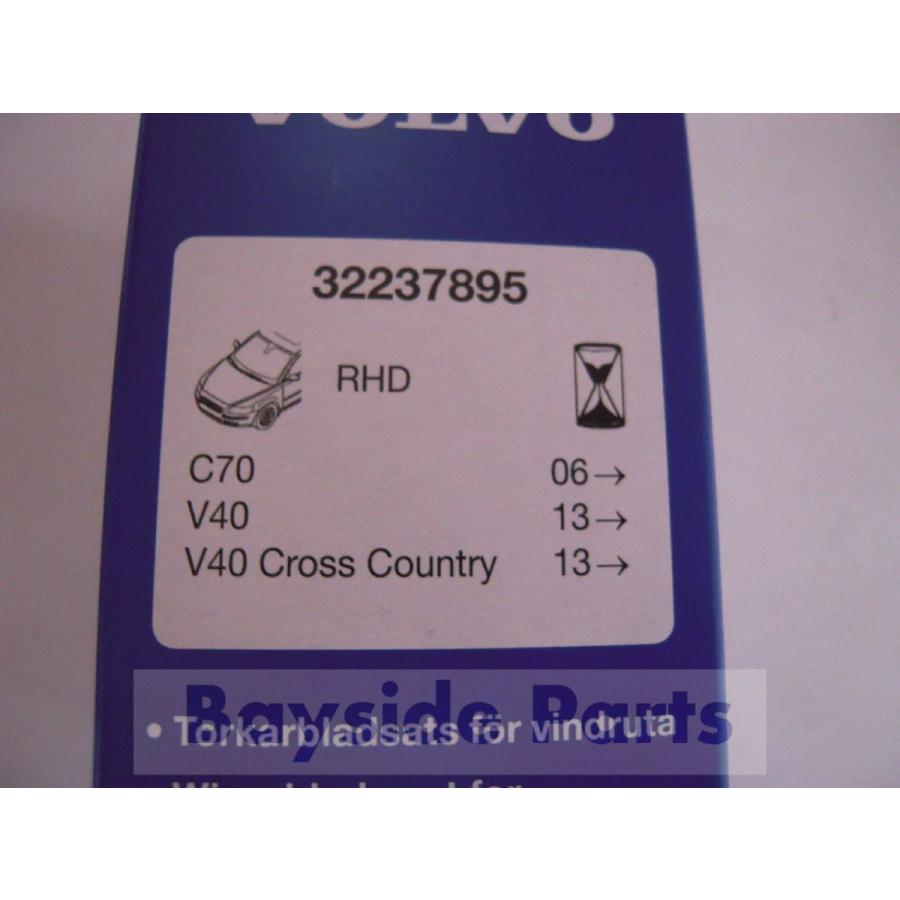 VOLVO
32237895
RHD
C70 06→
V40 13→
V40 Cross Country 13→
Bayside Parts
• Torkarbladsats för vindruta